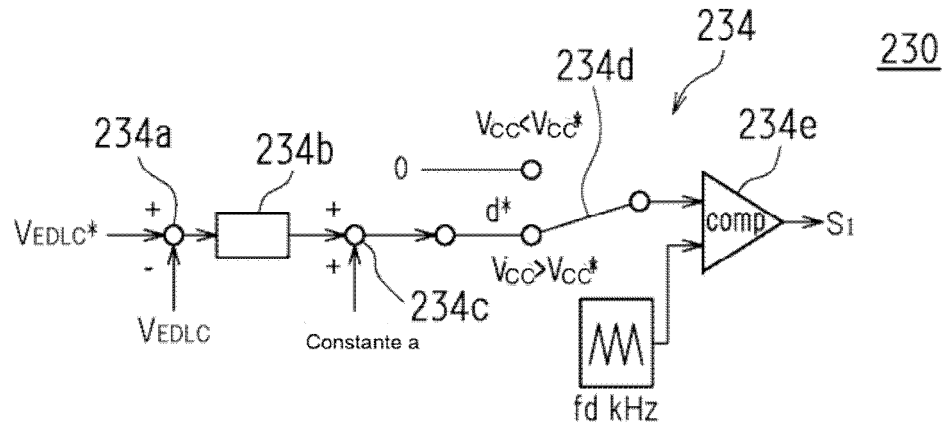 234
230
234d
234a
VCC<VCC*
234e
234b
0
+
+
d*
comp
S1
VEDLC*
-
+
VCC>VCC*
234c
VEDLC
Constante a
fd kHz